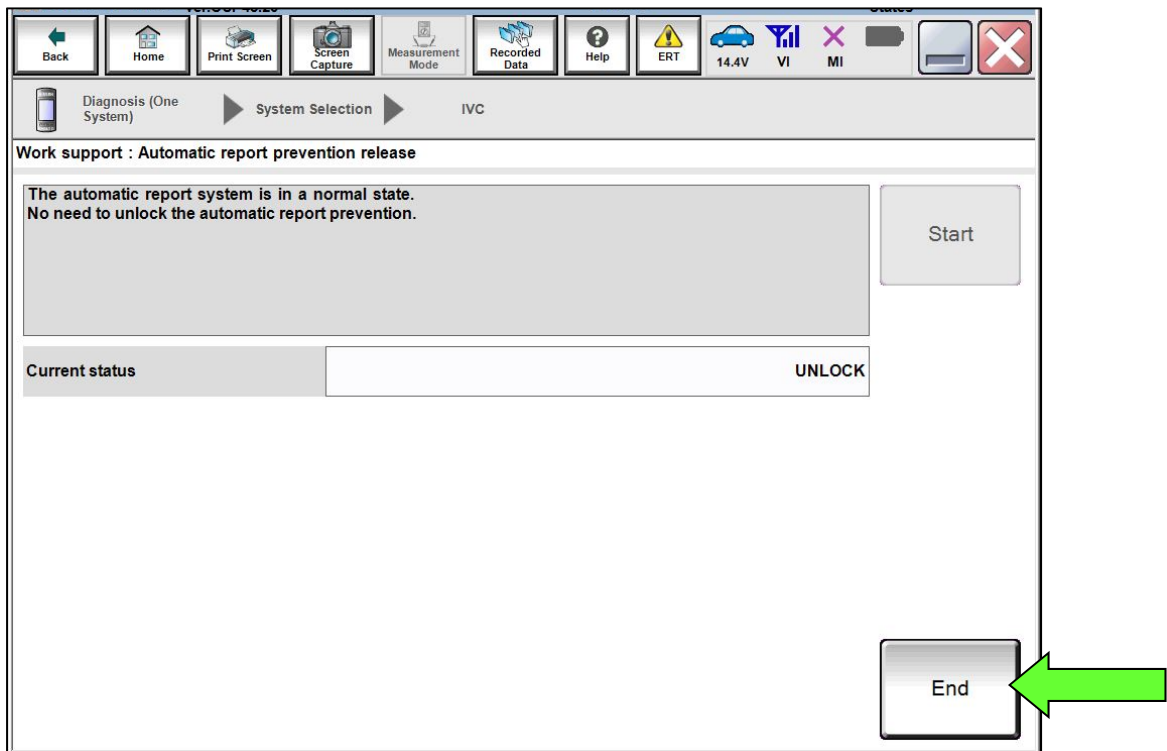 Back
Home
Print Screen
Screen
Capture
Measurement
Mode
Recorded
Data
Help
ERT
14.4V
VI
MI
Diagnosis (One
System)
System Selection
IVC
Work support : Automatic report prevention release
The automatic report system is in a normal state.
No need to unlock the automatic report prevention.
Start
Current status
UNLOCK
End